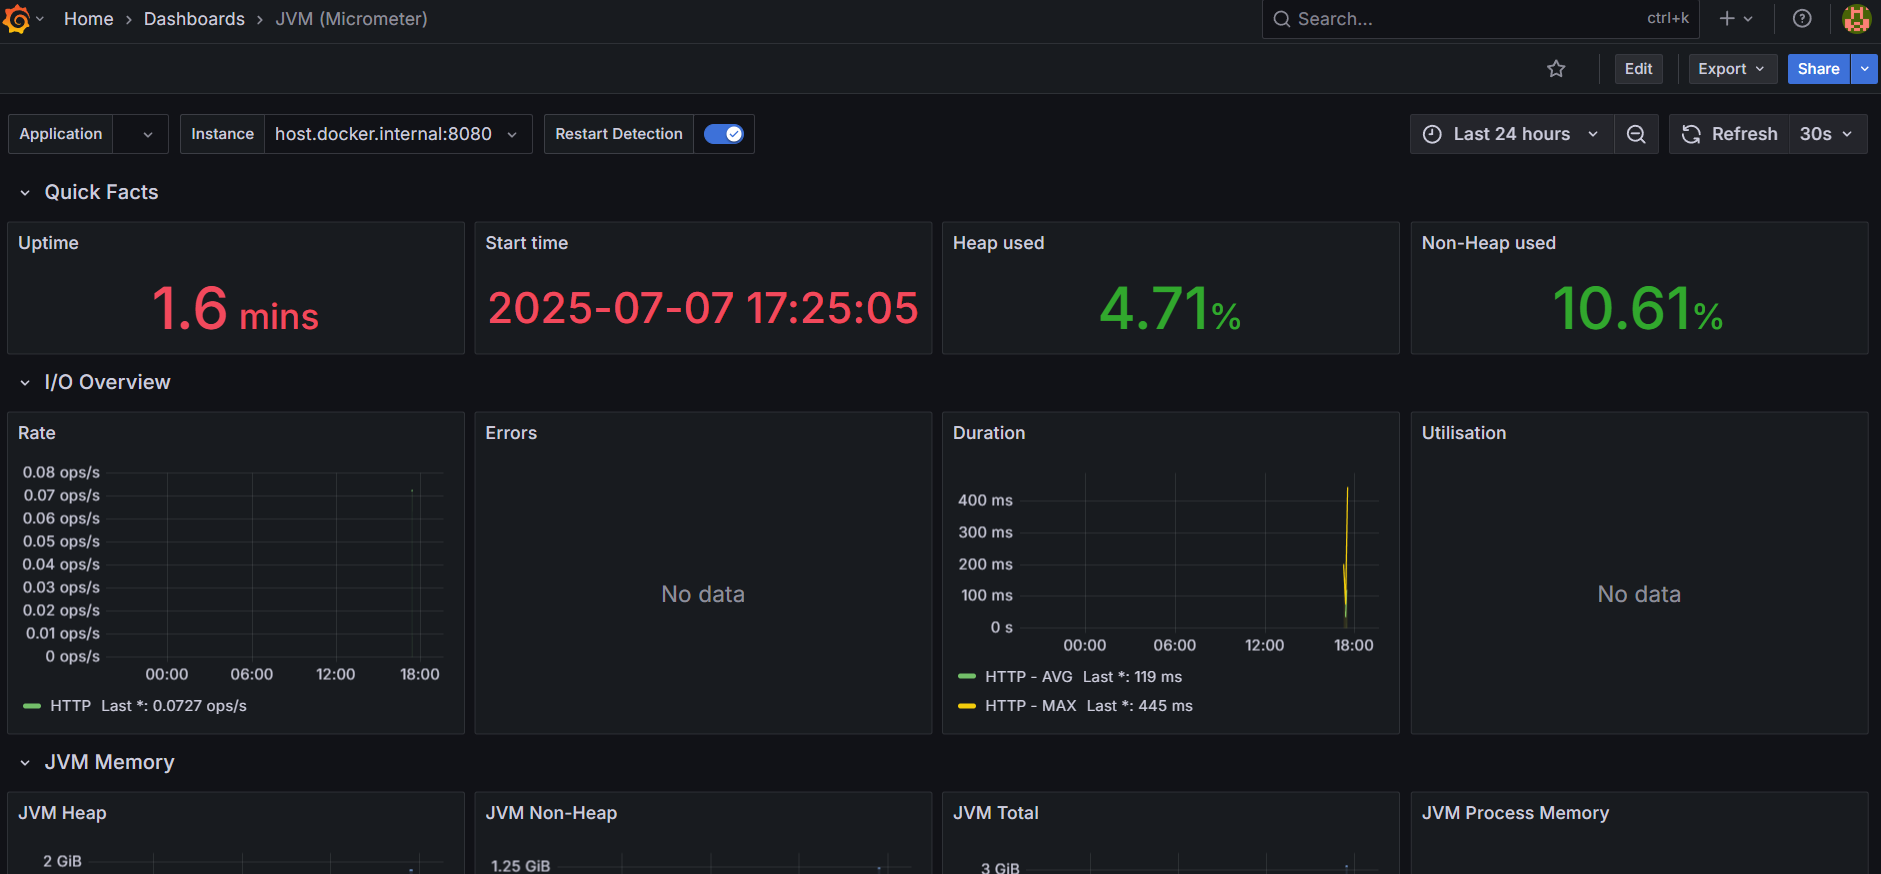 Home > Dashboards > JVM (Micrometer)
Search... ctrl+k
Edit Export Share
Application Instance host.docker.internal:8080 Restart Detection Last 24 hours Refresh 30s
Quick Facts
Uptime
1.6 mins
Start time
2025-07-07 17:25:05
Heap used
4.71%
Non-Heap used
10.61%
I/O Overview
Rate
0.08 ops/s
0.07 ops/s
0.06 ops/s
0.05 ops/s
0.04 ops/s
0.03 ops/s
0.02 ops/s
0.01 ops/s
0 ops/s
00:00 06:00 12:00 18:00
HTTP Last *: 0.0727 ops/s
Errors
No data
Duration
400 ms
300 ms
200 ms
100 ms
0 s
00:00 06:00 12:00 18:00
HTTP - AVG Last *: 119 ms
HTTP - MAX Last *: 445 ms
Utilisation
No data
JVM Memory
JVM Heap
2 GiB
JVM Non-Heap
1.25 GiB
JVM Total
3 GiB
JVM Process Memory